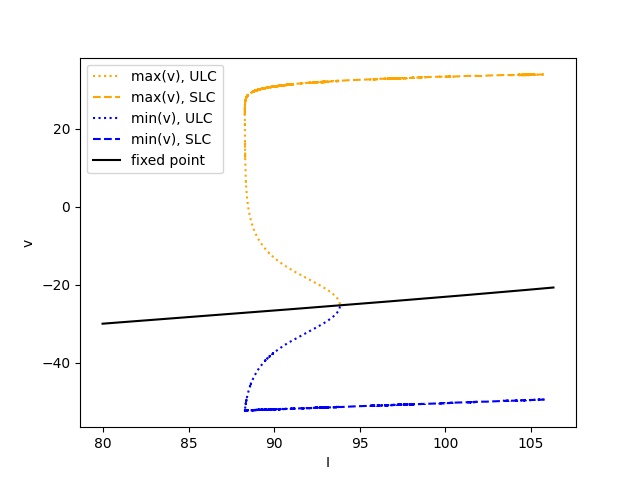 max(v), ULC
max(v), SLC
min(v), ULC
min(v), SLC
fixed point
20
0
−20
−40
v
80
85
90
95
100
105
I